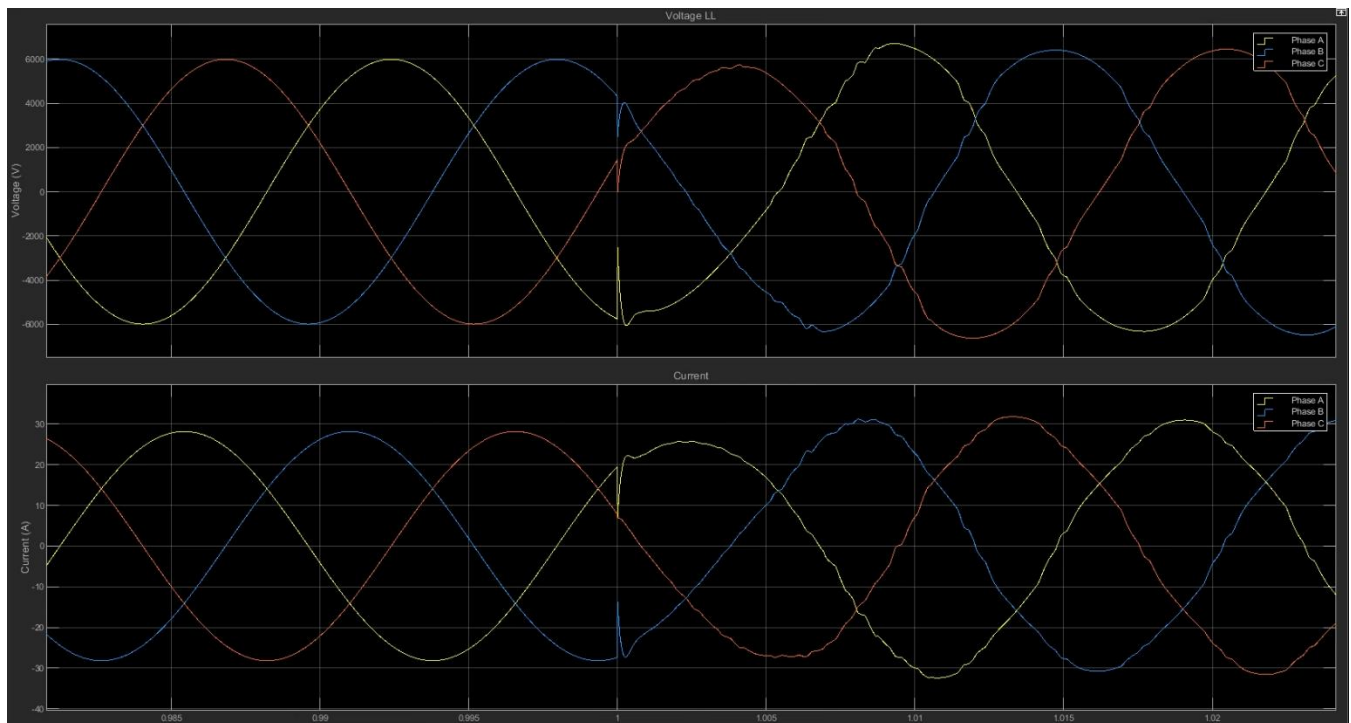 Voltage LL
Phase A
Phase B
Phase C
6000
4000
2000
0
-2000
-4000
-6000
Voltage (V)
Current
Phase A
Phase B
Phase C
30
20
10
0
-10
-20
-30
-40
Current (A)
0.985
0.99
0.995
1
1.005
1.01
1.015
1.02